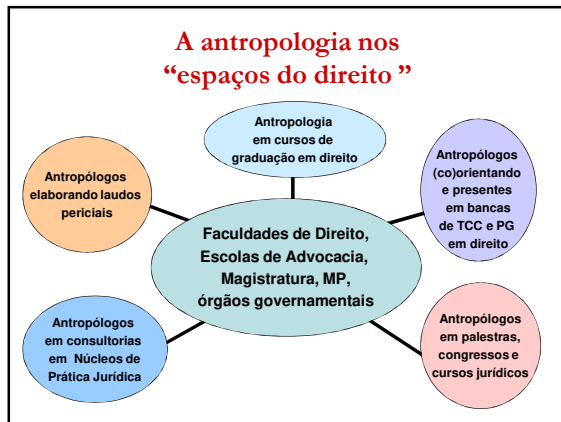 A antropologia nos
“espaços do direito ”
Antropologia
em cursos de
graduação em direito
Antropólogos
elaborando laudos
periciais
Antropólogos
(co)orientando
e presentes
em bancas
de TCC e PG
em direito
Faculdades de Direito,
Escolas de Advocacia,
Magistratura, MP,
órgãos governamentais
Antropólogos
em consultorias
em Núcleos de
Prática Jurídica
Antropólogos
em palestras,
congressos e
cursos jurídicos